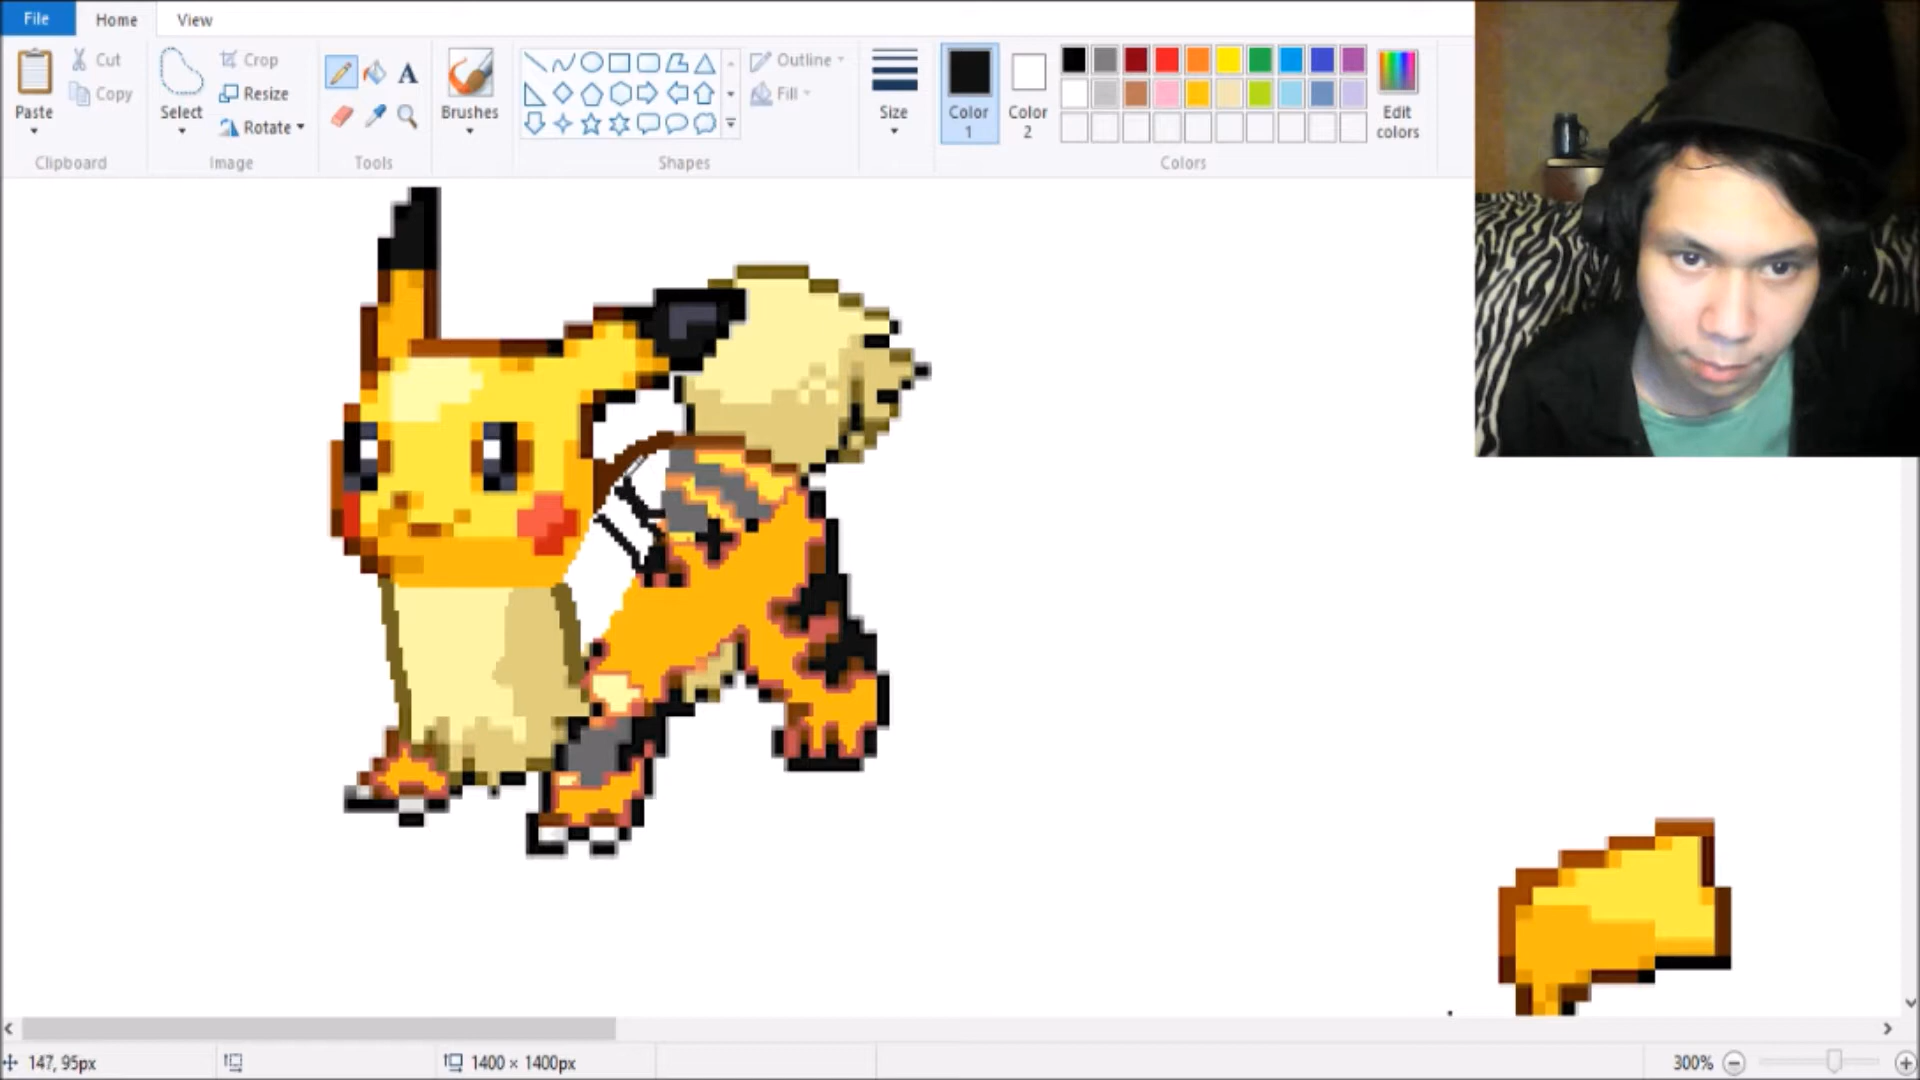 File Home View
Paste Cut Copy
Clipboard
Select Crop Resize Rotate
Image
A
Tools
Brushes
Shapes
Outline Fill
Size
Color 1
Color 2
Edit colors
Colors
147, 95px
1400 × 1400px
300%